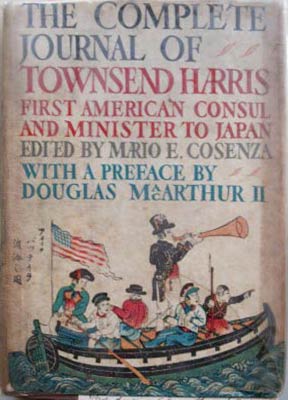 THE COMPLETE
JOURNAL OF
TOWNSEND HARRIS
FIRST AMERICAN CONSUL
AND MINISTER TO JAPAN
EDITED BY MARIO E. COSENZA
WITH A PREFACE BY
DOUGLAS MACARTHUR II